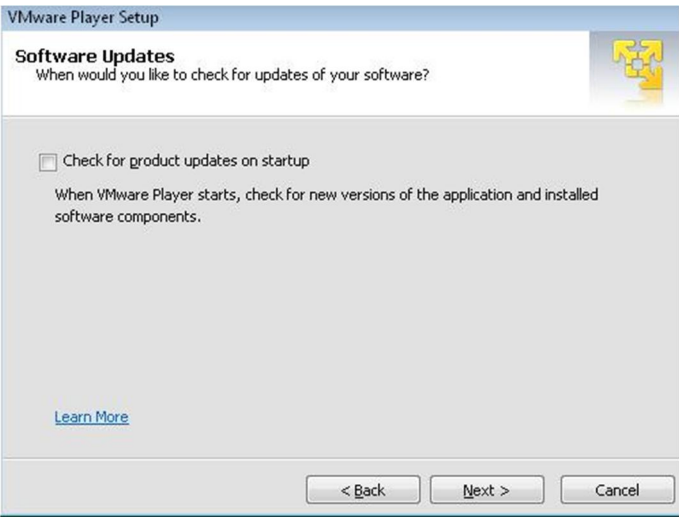 VMware Player Setup
Software Updates
When would you like to check for updates of your software?
Check for product updates on startup
When VMware Player starts, check for new versions of the application and installed
software components.
Learn More
< Back Next > Cancel